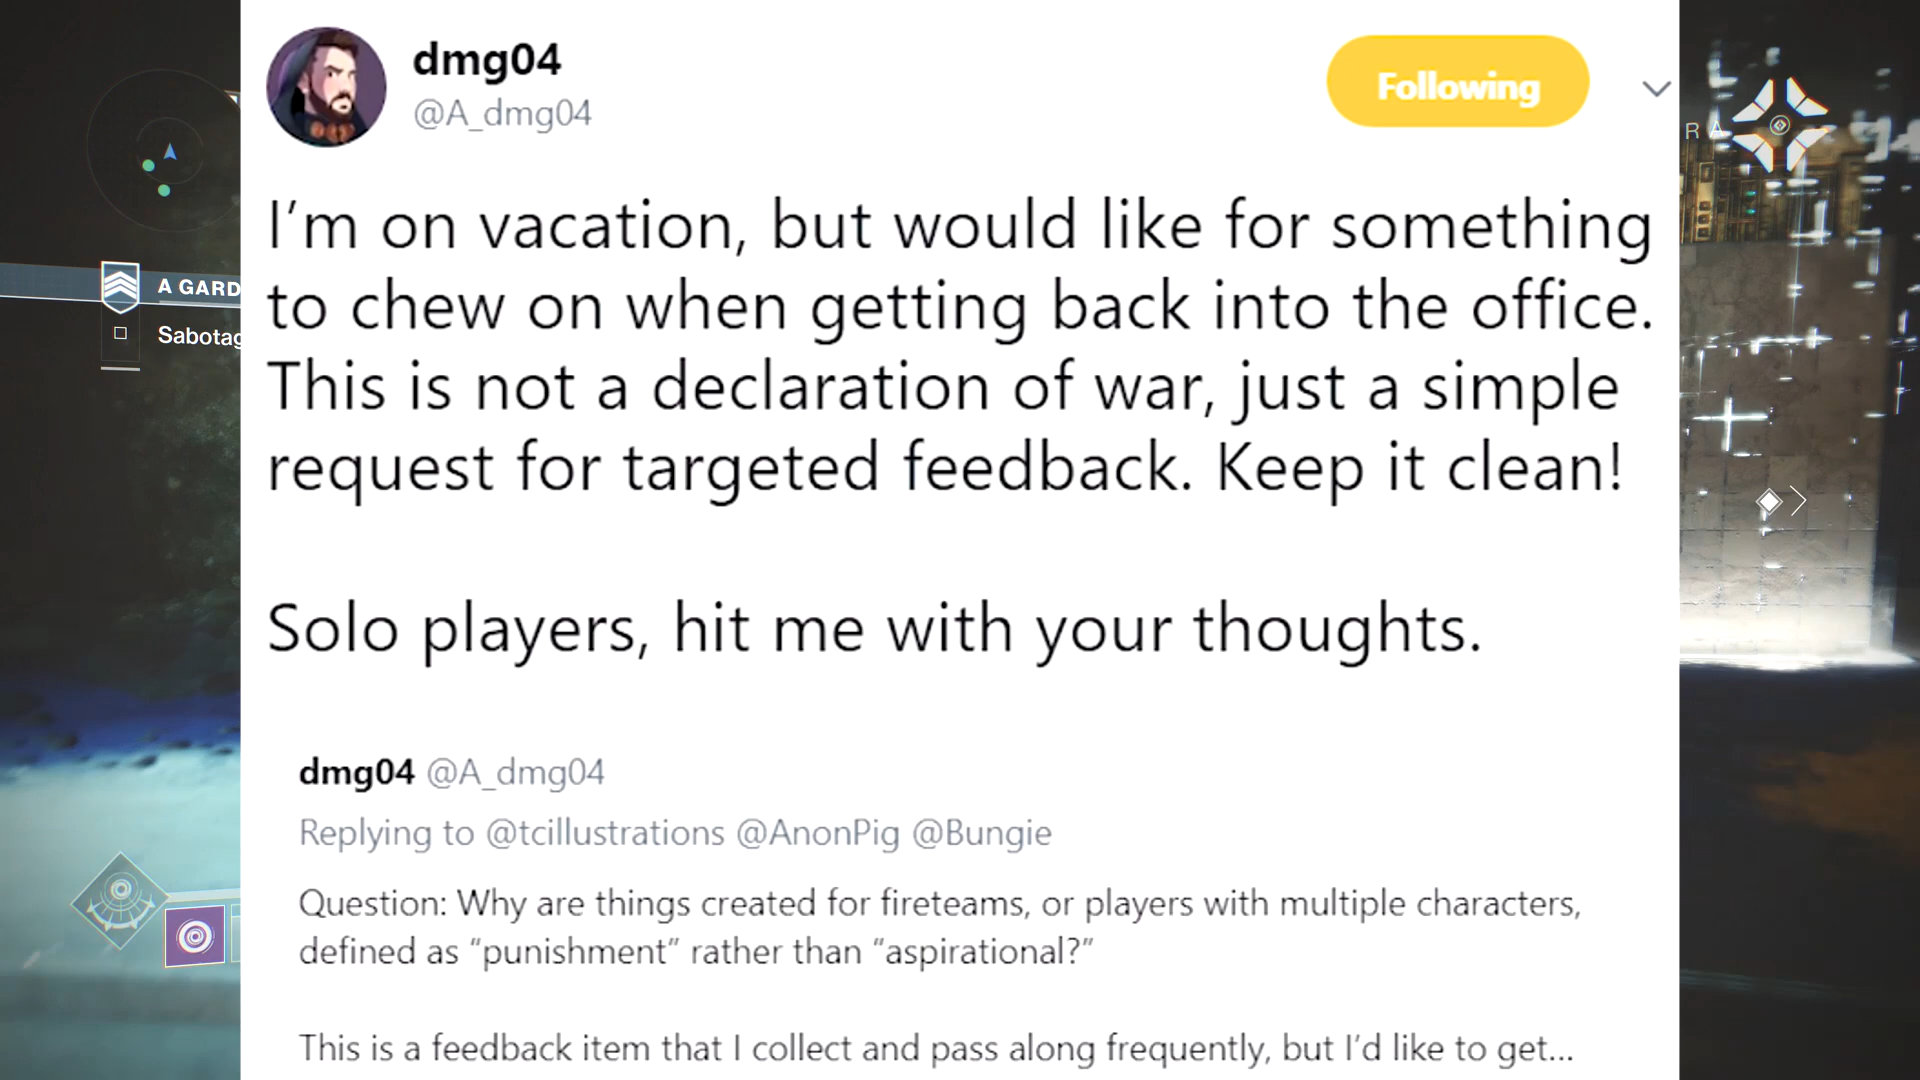 dmg04
@A_dmg04
Following
I'm on vacation, but would like for something
to chew on when getting back into the office.
This is not a declaration of war, just a simple
request for targeted feedback. Keep it clean!
Solo players, hit me with your thoughts.
dmg04 @A_dmg04
Replying to @tcillustrations @AnonPig @Bungie
Question: Why are things created for fireteams, or players with multiple characters,
defined as “punishment” rather than “aspirational?”
This is a feedback item that I collect and pass along frequently, but I'd like to get...
A GARD
Sabotag